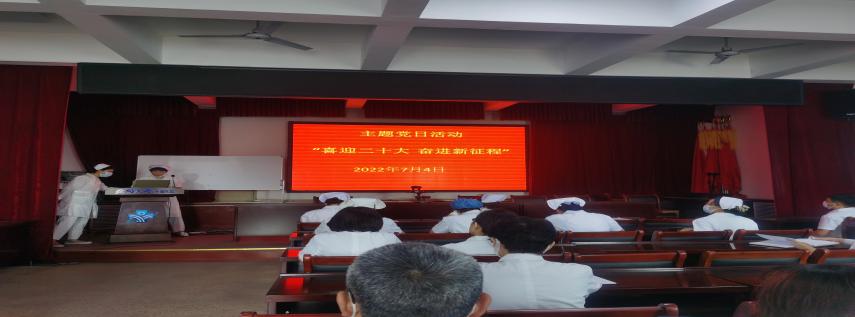 主题党日活动
“喜迎二十大 奋进新征程”
2022年7月4日